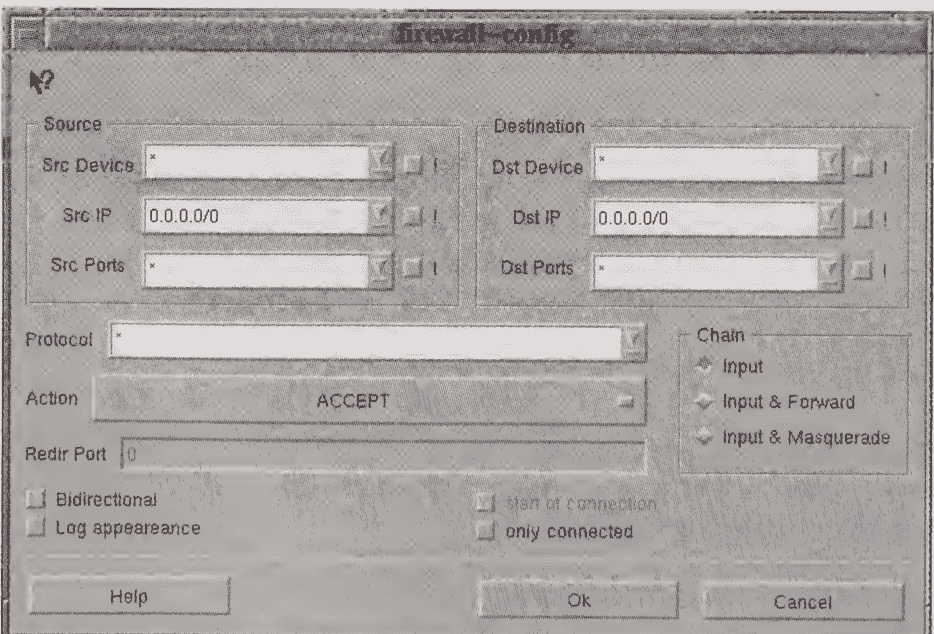 firewall-config
?
Source
Src Device * !
Src IP 0.0.0.0/0 !
Src Ports * !
Destination
Dst Device * !
Dst IP 0.0.0.0/0 !
Dst Ports * !
Protocol *
Action ACCEPT
Redir Port 0
Chain
Input
Input & Forward
Input & Masquerade
Bidirectional
Log appeareance
start of connection
only connected
Help
Ok
Cancel